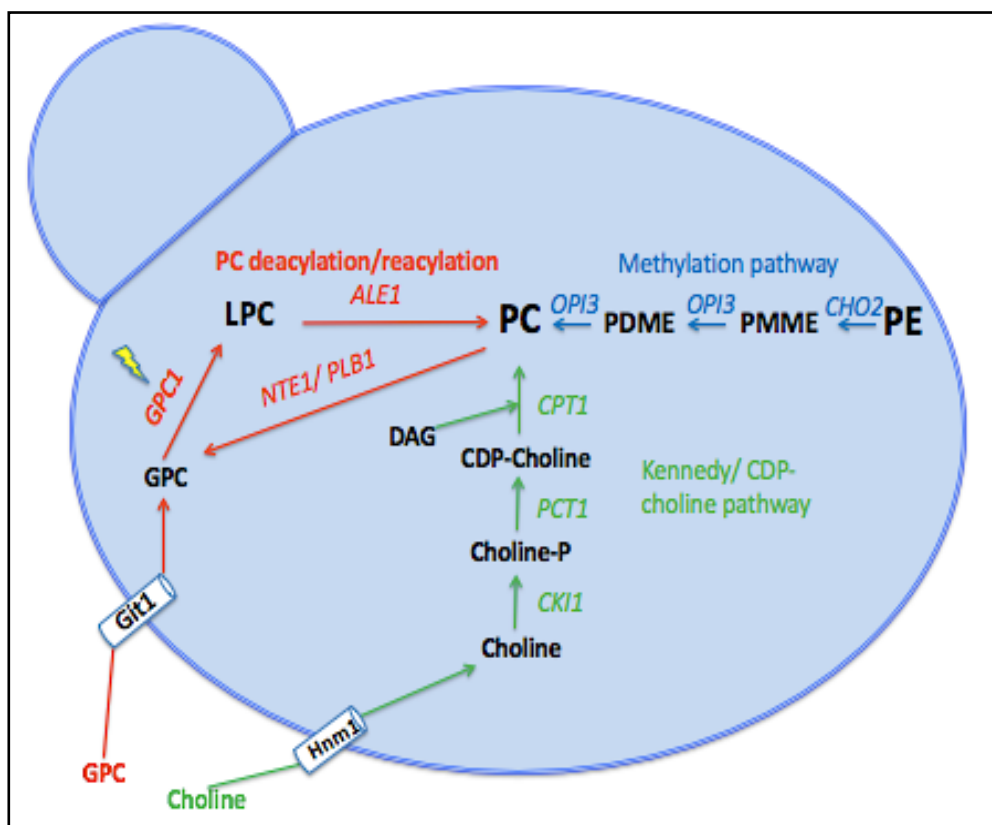 PC deacylation/reacylation
Methylation pathway
ALE1
LPC
PC
OPI3
PDME
OPI3
PMME
CHO2
PE
GPC1
NTE1/ PLB1
CPT1
DAG
CDP-Choline
Kennedy/ CDP-
choline pathway
GPC
PCT1
Choline-P
CKI1
Git1
Choline
Hnm1
GPC
Choline